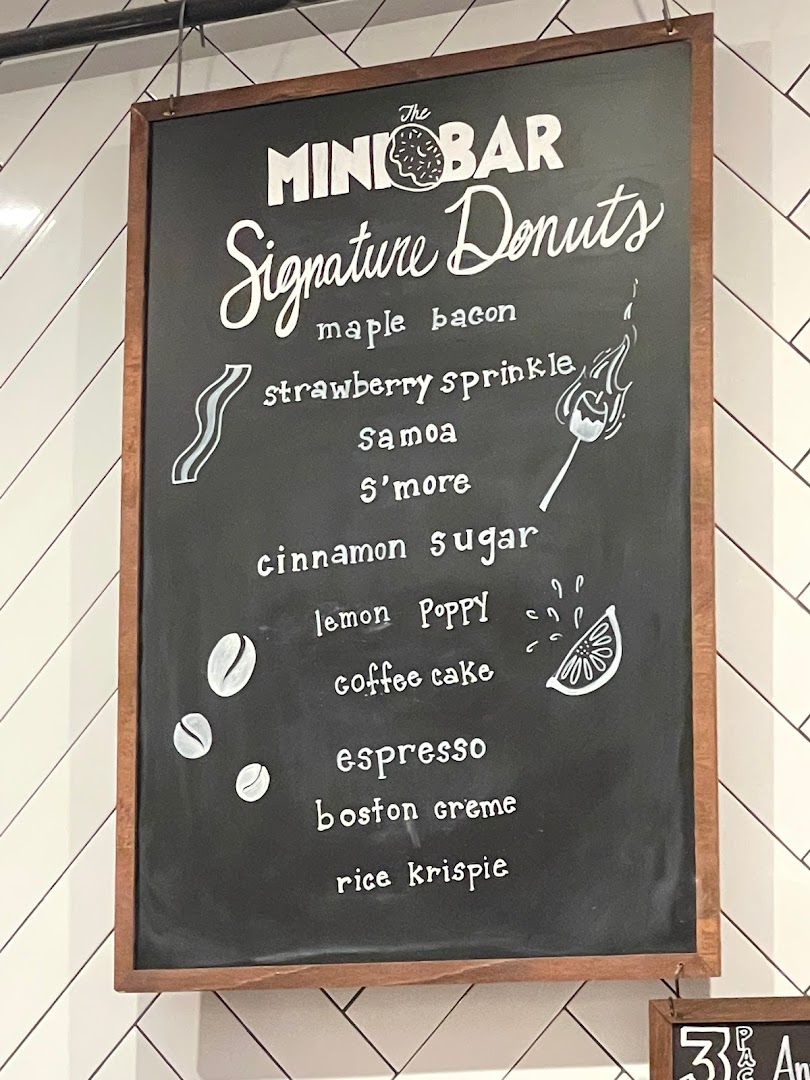 The
MINI BAR
Signature Donuts
maple bacon
strawberry sprinkle
samoa
s'more
cinnamon sugar
lemon poppy
coffee cake
espresso
boston creme
rice krispie
3